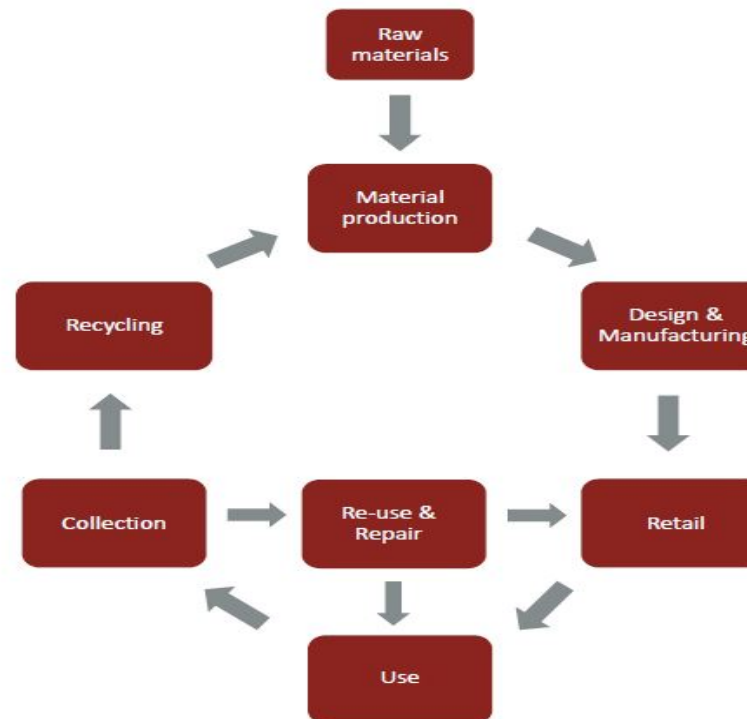 Raw
materials
Material
production
Recycling
Design &
Manufacturing
Collection
Re-use &
Repair
Retail
Use